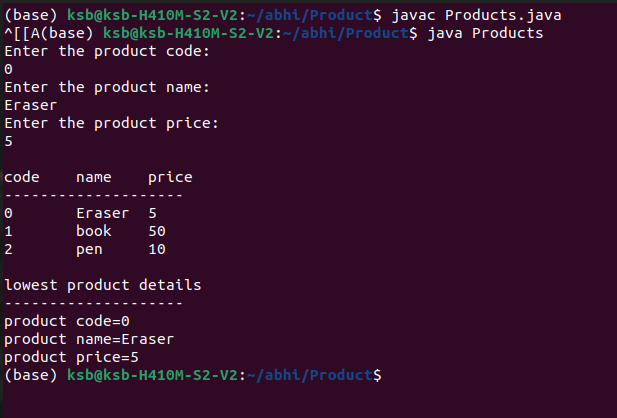 (base) ksb@ksb-H410M-S2-V2:~/abhi/Product$ javac Products.java
^[[A(base) ksb@ksb-H410M-S2-V2:~/abhi/Product$ java Products
Enter the product code:
0
Enter the product name:
Eraser
Enter the product price:
5

code    name    price
--------------------
0       Eraser  5
1       book    50
2       pen     10

lowest product details
--------------------
product code=0
product name=Eraser
product price=5
(base) ksb@ksb-H410M-S2-V2:~/abhi/Product$